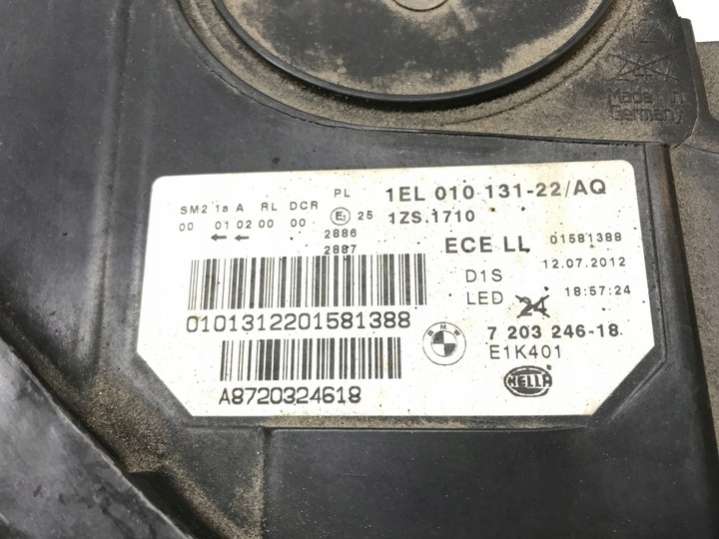 Made in
Germany
PL 1EL 010 131-22/AQ
SM2 1a A RL DCR 25 1ZS.1710
00 01 02 00 00
2886
2887
ECE LL 01581388
D1S 12.07.2012
LED 24 18:57:24
0101312201581388
BMW 7 203 246-18
E1K401
A8720324618
HELLA